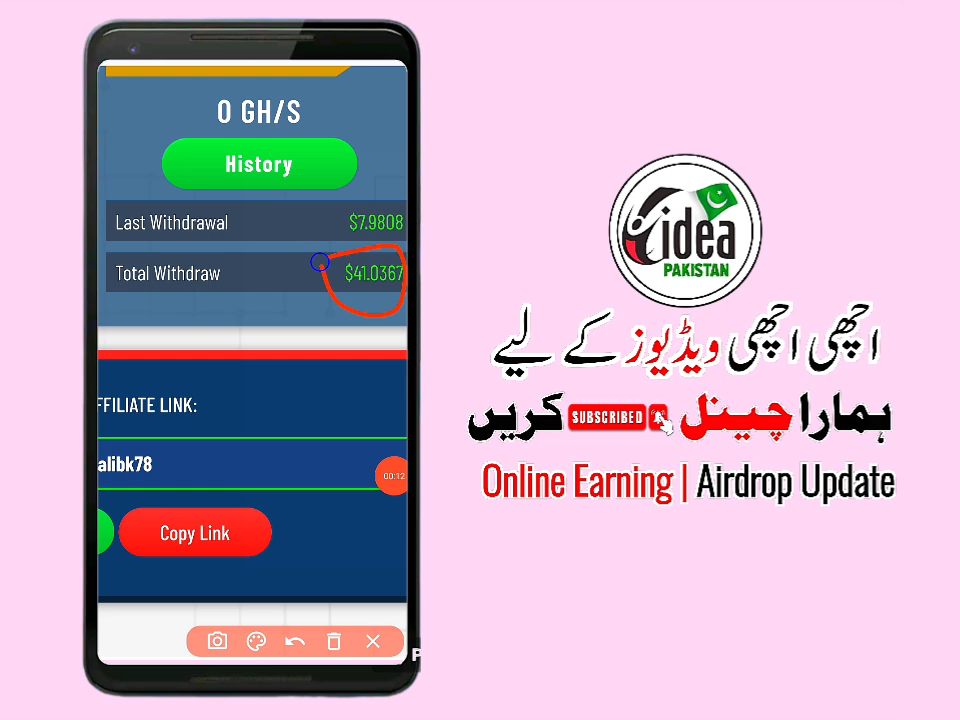 0 GH/S
History
Last Withdrawal $7.9808
Total Withdraw $41.0367
FFILIATE LINK:
alibk78
00:12
Copy Link
P
idea
PAKISTAN
اچھی اچھی ویڈیوز کے لیے
ہمارا چینل SUBSCRIBED کریں
Online Earning | Airdrop Update